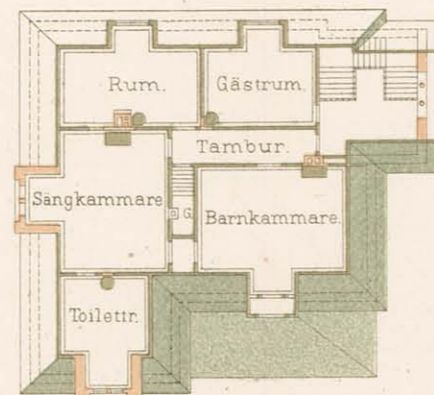 Rum.
Gästrum.
Tambur.
Sängkammare
G.
Barnkammare.
Toilettr.